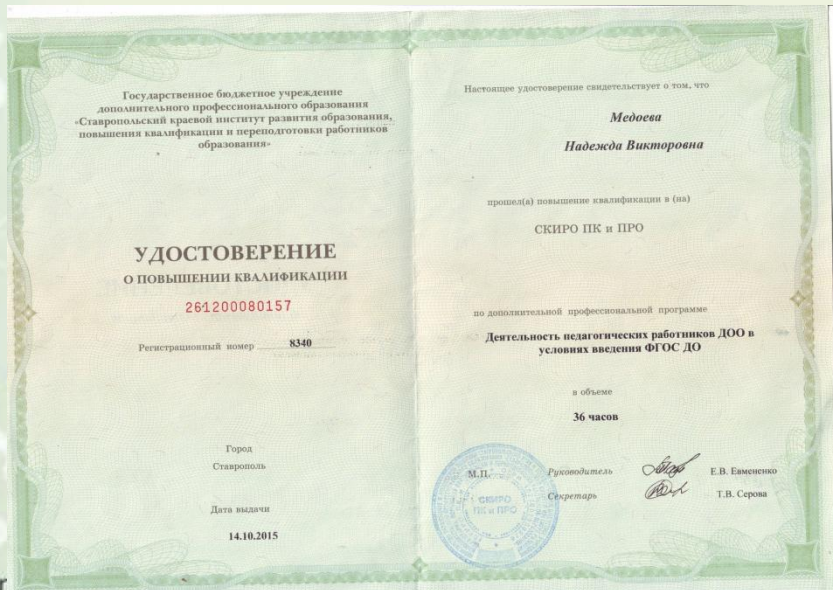 Государственное бюджетное учреждение
дополнительного профессионального образования
«Ставропольский краевой институт развития образования,
повышения квалификации и переподготовки работников
образования»
УДОСТОВЕРЕНИЕ
О ПОВЫШЕНИИ КВАЛИФИКАЦИИ
261200080157
Регистрационный номер 8340
Город
Ставрополь
Дата выдачи
14.10.2015
Настоящее удостоверение свидетельствует о том, что
Медоева
Надежда Викторовна
прошел(а) повышение квалификации в (на)
СКИРО ПК и ПРО
по дополнительной профессиональной программе
Деятельность педагогических работников ДОО в
условиях введения ФГОС ДО
в объеме
36 часов
М.П.
Руководитель Е.В. Евмененко
Секретарь Т.В. Серова
СКИРО
ПК и ПРО